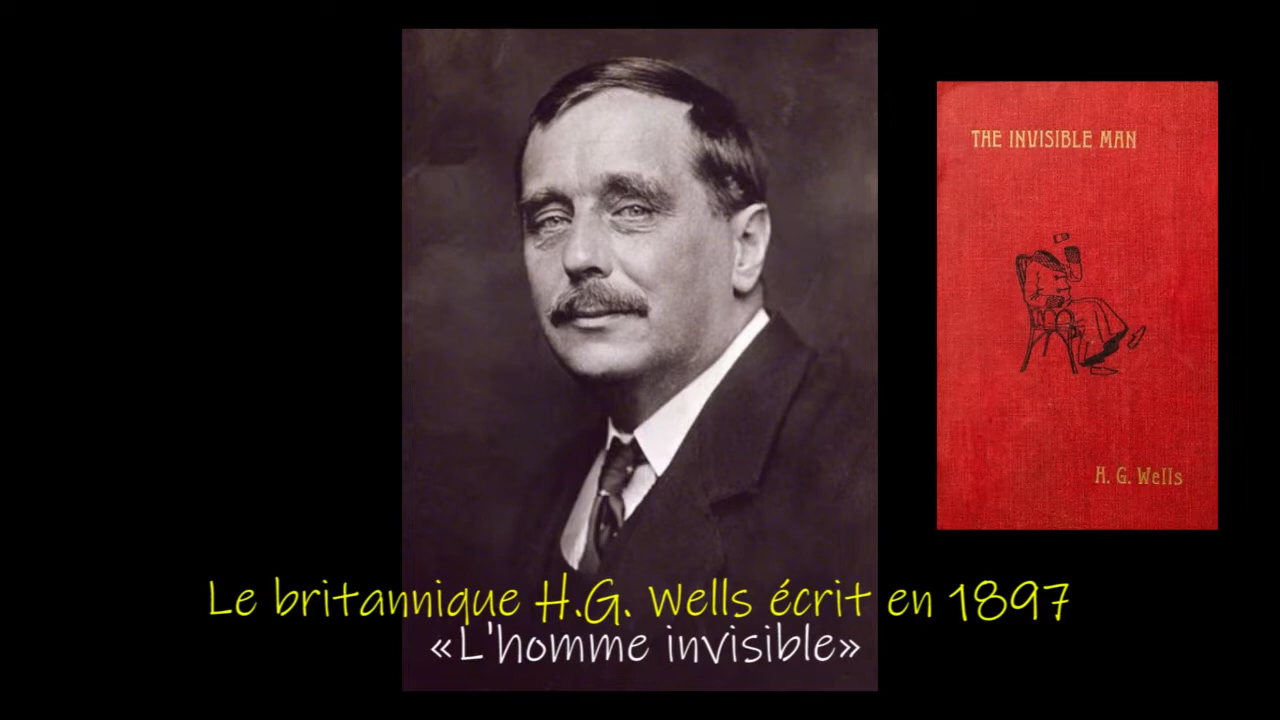 THE INVISIBLE MAN
H. G. Wells
Le britannique H.G. Wells écrit en 1897
«L'homme invisible»